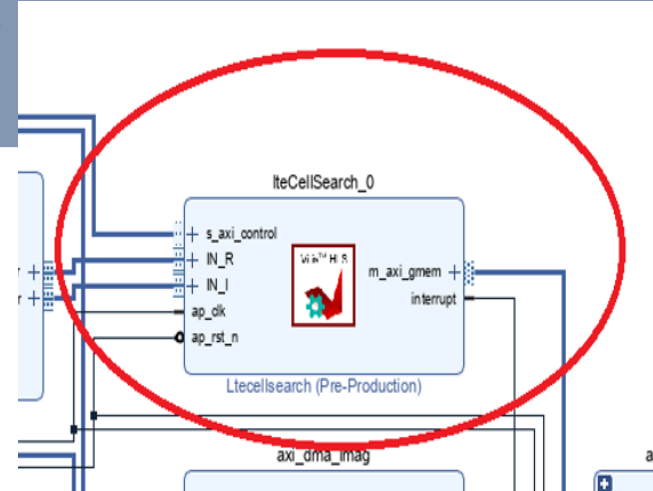 lteCellSearch_0
s_axi_control
IN_R
IN_I
ap_clk
ap_rst_n
m_axi_gmem
interrupt
Ltecellsearch (Pre-Production)
axi_dma_imag